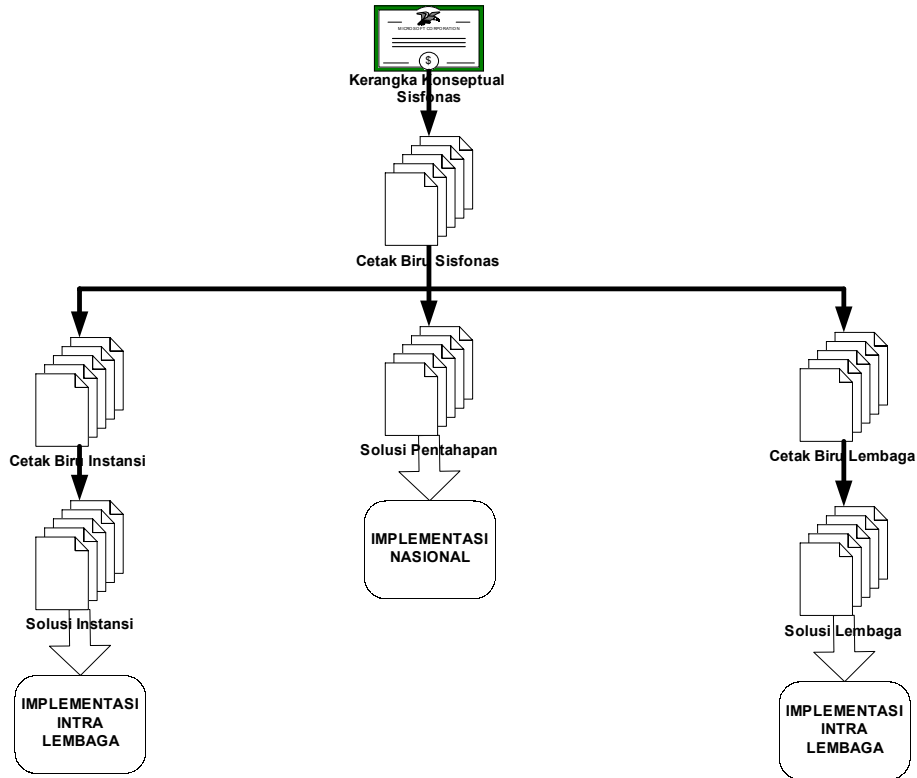 MICROSOFT CORPORATION
$
Kerangka Konseptual
Sisfonas
Cetak Biru Sisfonas
Cetak Biru Instansi
Solusi Pentahapan
Cetak Biru Lembaga
IMPLEMENTASI
NASIONAL
Solusi Instansi
Solusi Lembaga
IMPLEMENTASI
INTRA
LEMBAGA
IMPLEMENTASI
INTRA
LEMBAGA